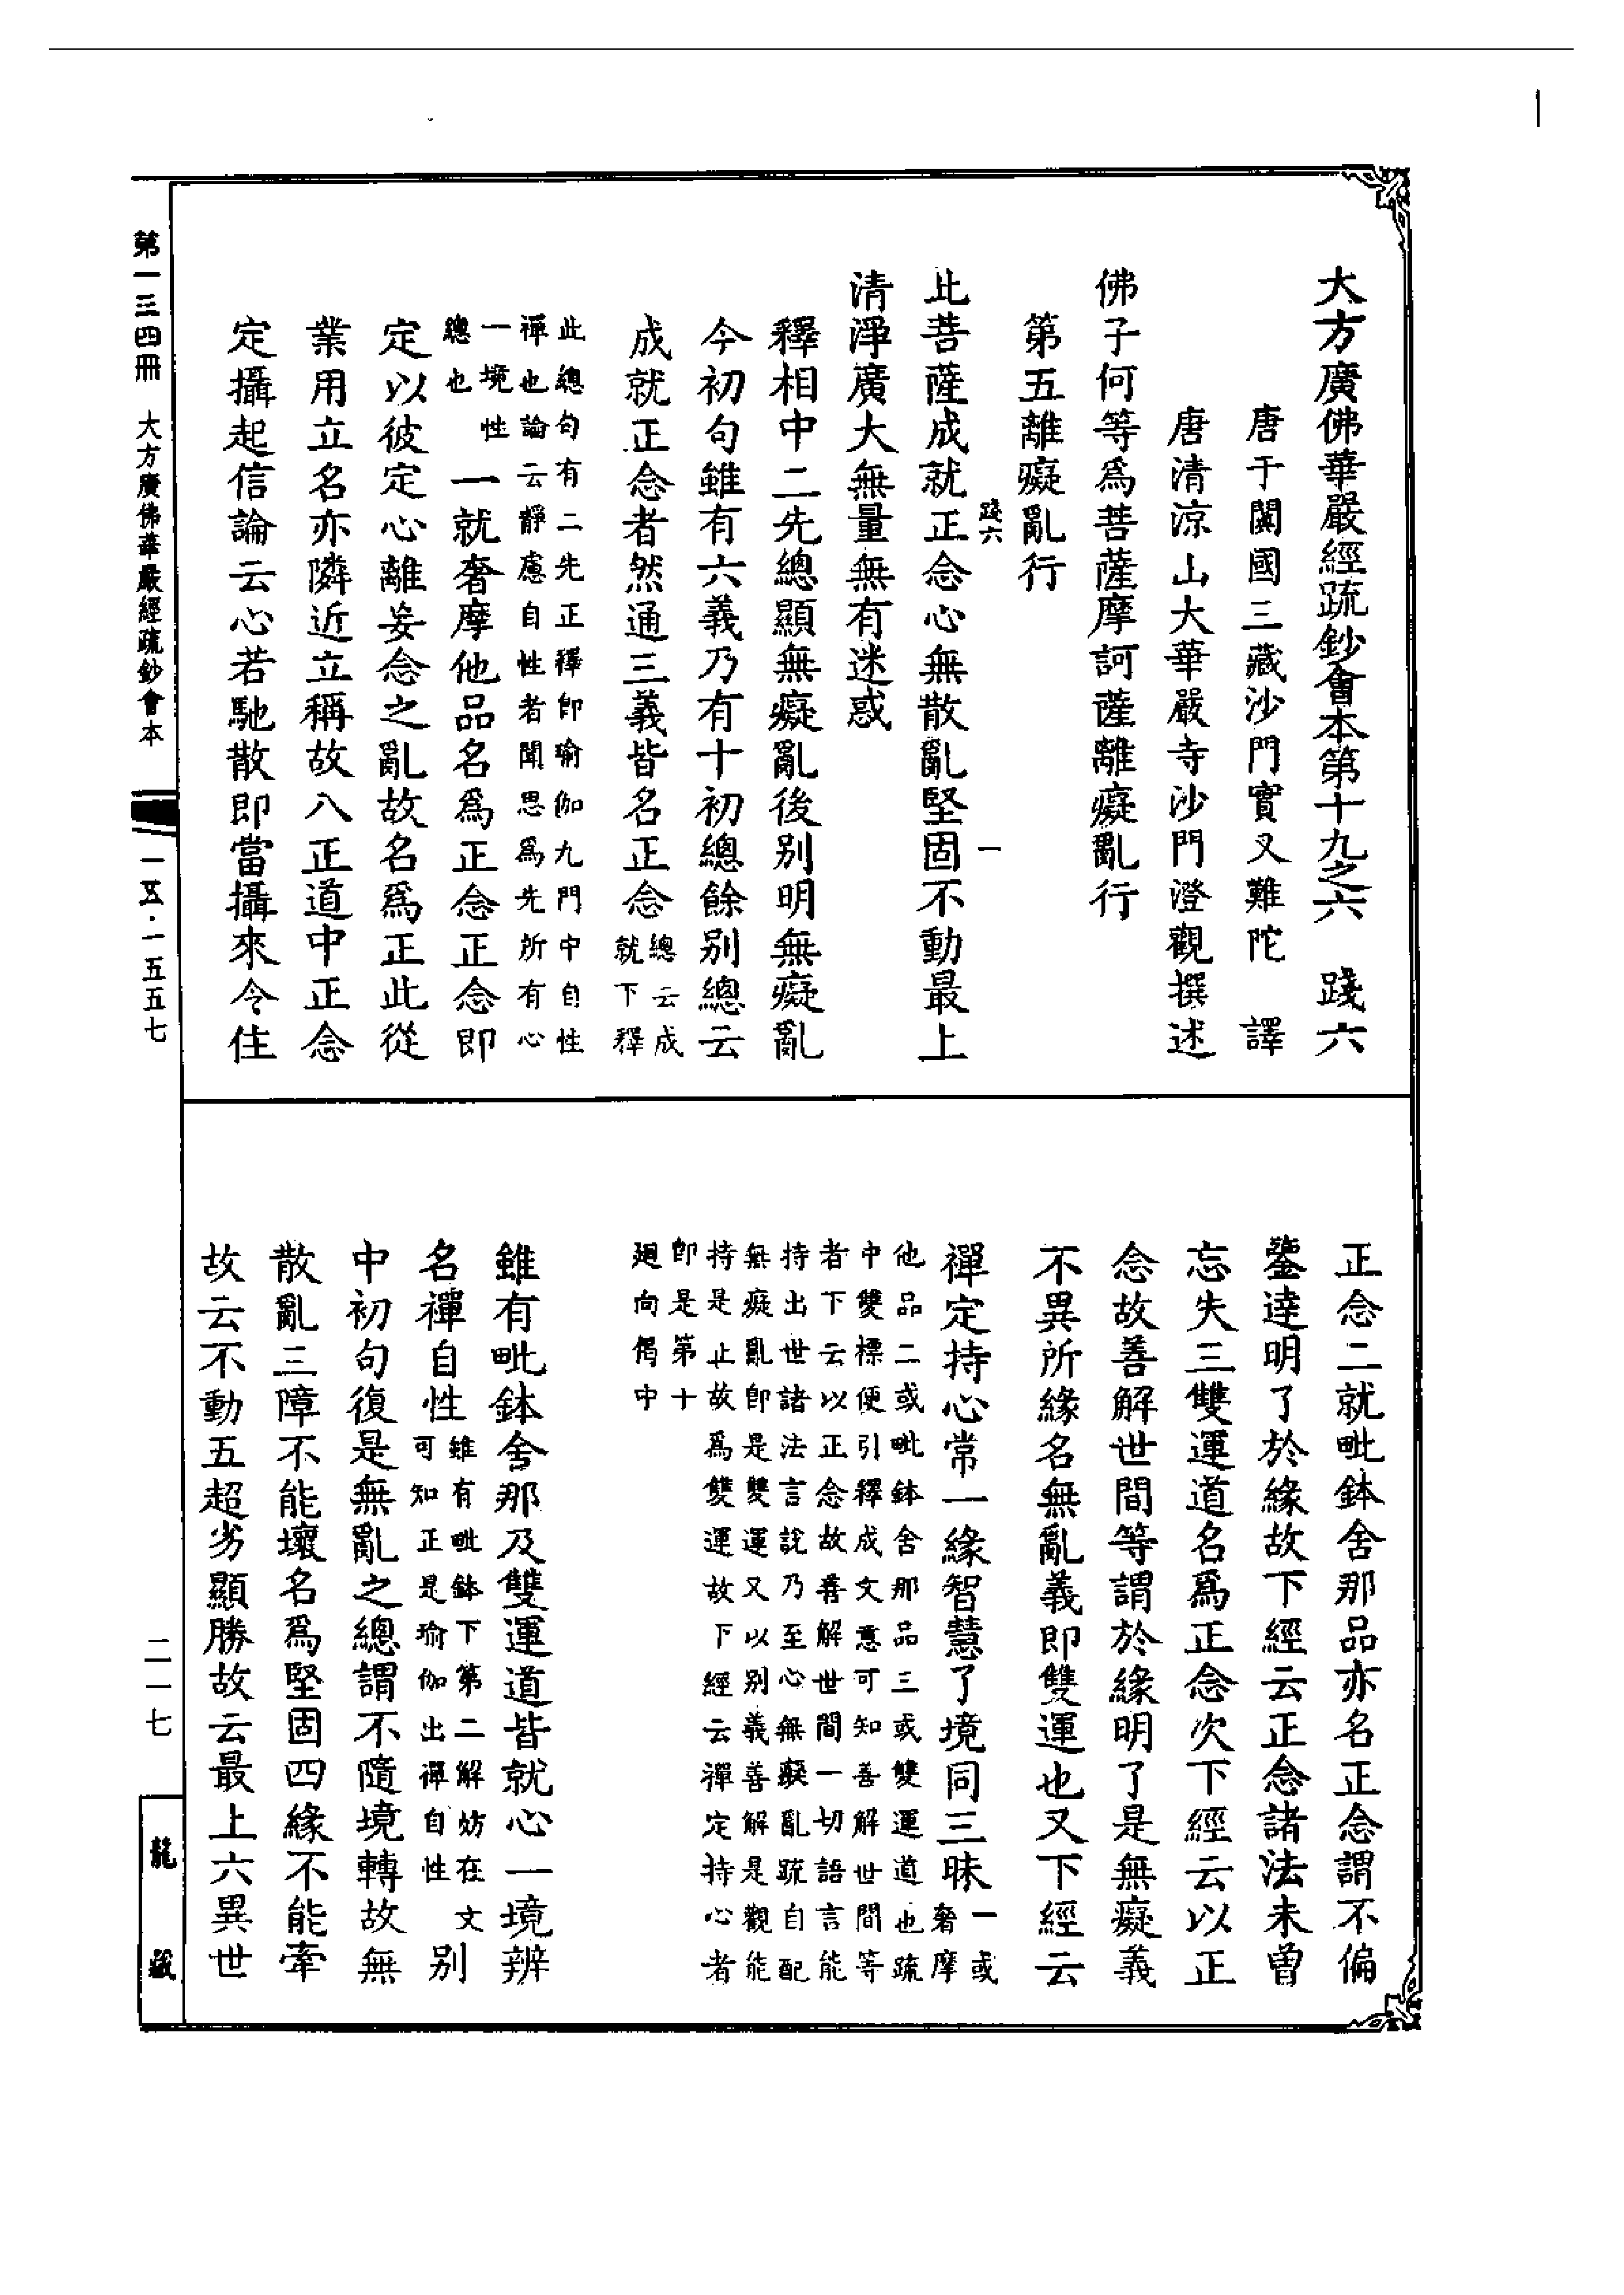 大方廣佛華嚴經疏鈔會本第十九之六　踐六
唐于闐國三藏沙門實叉難陀　譯
唐清涼山大華嚴寺沙門澄觀撰述
佛子何等爲菩薩摩訶薩離癡亂行
第五離癡亂行
踐六　一
此菩薩成就正念心無散亂堅固不動最上
清淨廣大無量無有迷惑
釋相中二先總顯無癡亂後别明無癡亂
今初句雖有六義乃有十初總餘别總云
成就正念者然通三義皆名正念
總云成
就下釋
此總句有二先正釋即瑜伽九門中自性
禪也論云靜慮自性者聞思爲先所有心
一境性
總也
一就奢摩他品名爲正念正念即
定以彼定心離妄念之亂故名爲正此從
業用立名亦隣近立稱故八正道中正念
定攝起信論云心若馳散即當攝來令住
正念二就毗鉢舍那品亦名正念謂不偏
鑒逹明了於緣故下經云正念諸法未曾
忘失三雙運道名爲正念次下經云以正
念故善解世間等謂於緣明了是無癡義
不異所緣名無亂義即雙運也又下經云
禪定持心常一緣智慧了境同三昧
一或
奢摩
他品二或毗鉢舍那品三或雙運道也疏
中雙標便引釋成文意可知善解世間等
者下云以正念故善解世間一切語言能
持出世諸法言說乃至心無癡亂疏自配
無癡亂即是雙運又以别義善解是觀能
持是止故爲雙運故下經云禪定持心者
即是第十
廻向偈中
雖有毗鉢舍那及雙運道皆就心一境辨
名禪自性
雖有毗鉢下第二解妨在文
可知正是瑜伽出禪自性
别
中初句復是無亂之總謂不隨境轉故無
散亂三障不能壞名爲堅固四緣不能牽
故云不動五超劣顯勝故云最上六異世
第一三四冊　大方廣佛華嚴經疏鈔會本
一五·一五五七
二一七
龍藏